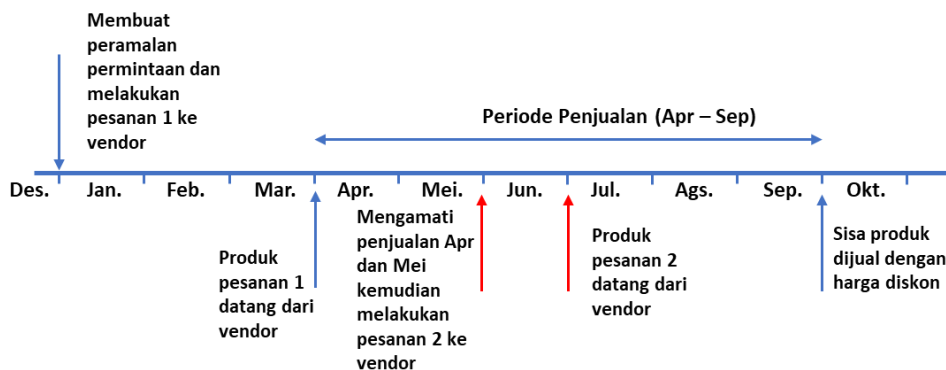 Membuat
peramalan
permintaan dan
melakukan
pesanan 1 ke
vendor
Periode Penjualan (Apr – Sep)
Des. Jan. Feb. Mar. Apr. Mei. Jun. Jul. Ags. Sep. Okt.
Produk
pesanan 1
datang dari
vendor
Mengamati
penjualan Apr
dan Mei
kemudian
melakukan
pesanan 2 ke
vendor
Produk
pesanan 2
datang dari
vendor
Sisa produk
dijual dengan
harga diskon